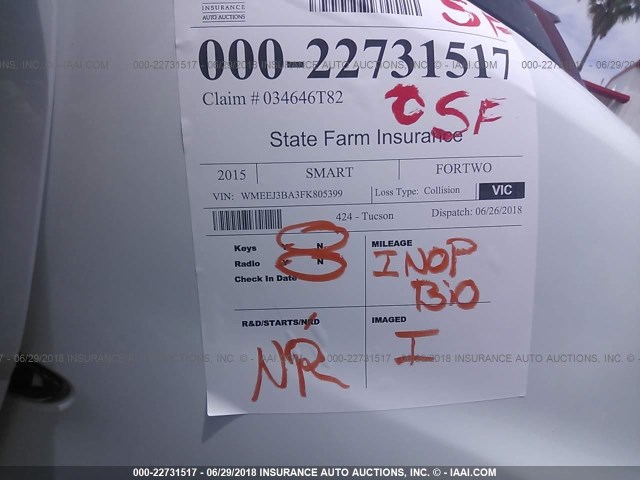 INSURANCE
AUTO AUCTIONS
SF
000-22731517
Claim # 034646T82
SF
State Farm Insurance
2015 SMART FORTWO
VIN: WMEEJ3BA3FK805399 Loss Type: Collision VIC
424 - Tucson Dispatch: 06/26/2018
Keys Y N
Radio Y N
Check In Date
MILEAGE
INOP
BIO
R&D/STARTS/NRD
NR
IMAGED
I
000-22731517 - 06/29/2018 INSURANCE AUTO AUCTIONS, INC. © - IAAI.COM